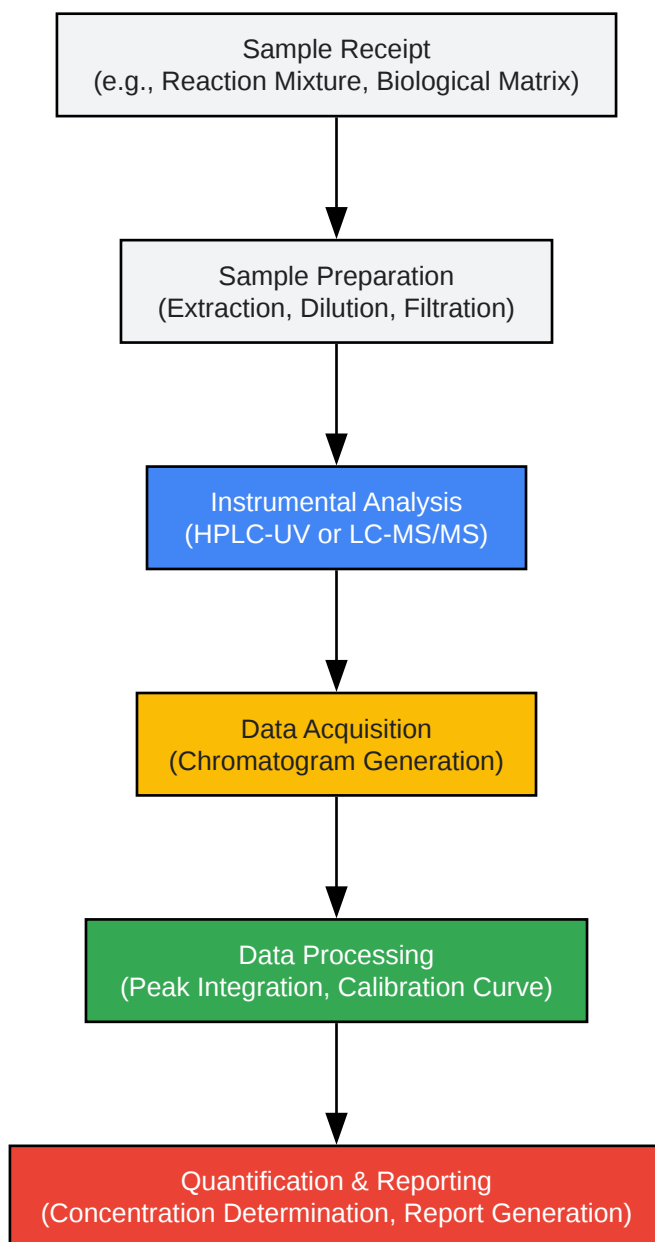 Sample Receipt
(e.g., Reaction Mixture, Biological Matrix)
Sample Preparation
(Extraction, Dilution, Filtration)
Instrumental Analysis
(HPLC-UV or LC-MS/MS)
Data Acquisition
(Chromatogram Generation)
Data Processing
(Peak Integration, Calibration Curve)
Quantification & Reporting
(Concentration Determination, Report Generation)